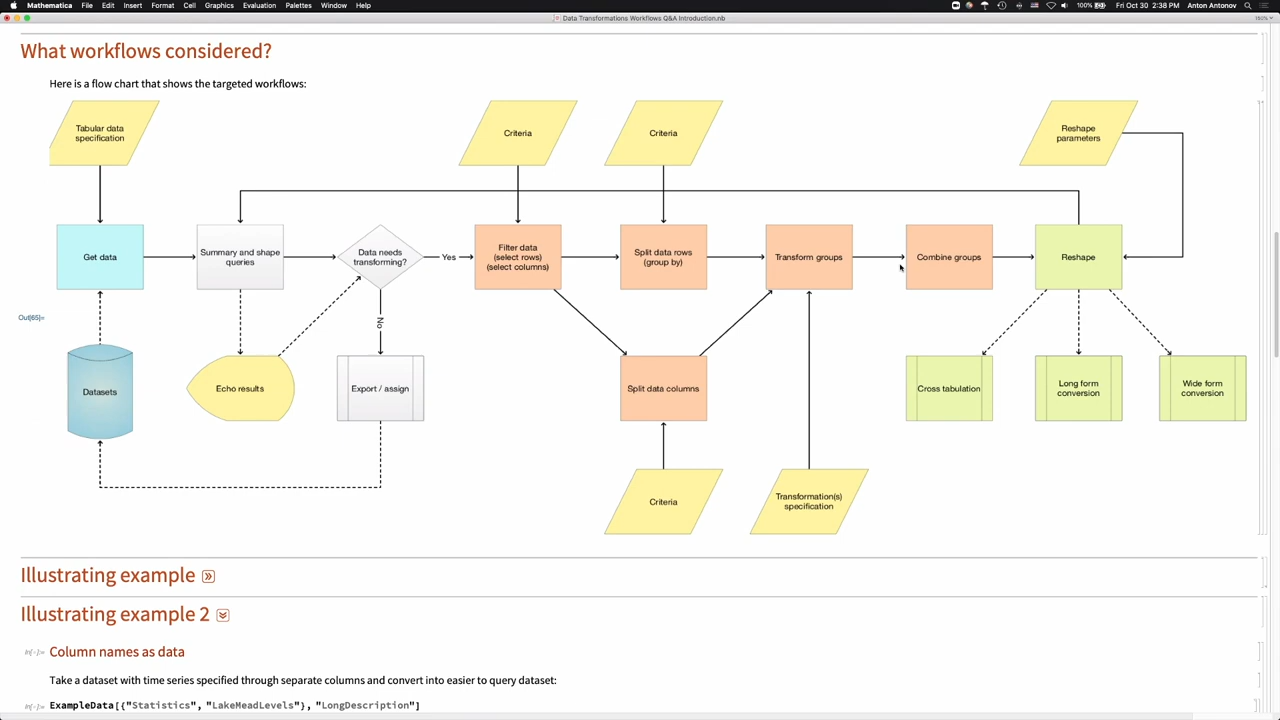 Mathematica File Edit Insert Format Cell Graphics Evaluation Palettes Window Help 100% Fri Oct 30 2:38 PM Anton Antonov
Data Transformations Workflows Q&A Introduction.nb
150%
What workflows considered?
Here is a flow chart that shows the targeted workflows:
Tabular data
specification
Criteria
Criteria
Reshape
parameters
Get data
Summary and shape
queries
Data needs
transforming?
Yes
Filter data
(select rows)
(select columns)
Split data rows
(group by)
Transform groups
Combine groups
Reshape
Out[65]=
No
Datasets
Echo results
Export / assign
Split data columns
Cross tabulation
Long form
conversion
Wide form
conversion
Criteria
Transformation(s)
specification
Illustrating example
Illustrating example 2
In[-]:= Column names as data
Take a dataset with time series specified through separate columns and convert into easier to query dataset:
In[-]:= ExampleData[{"Statistics", "LakeMeadLevels"}, "LongDescription"]